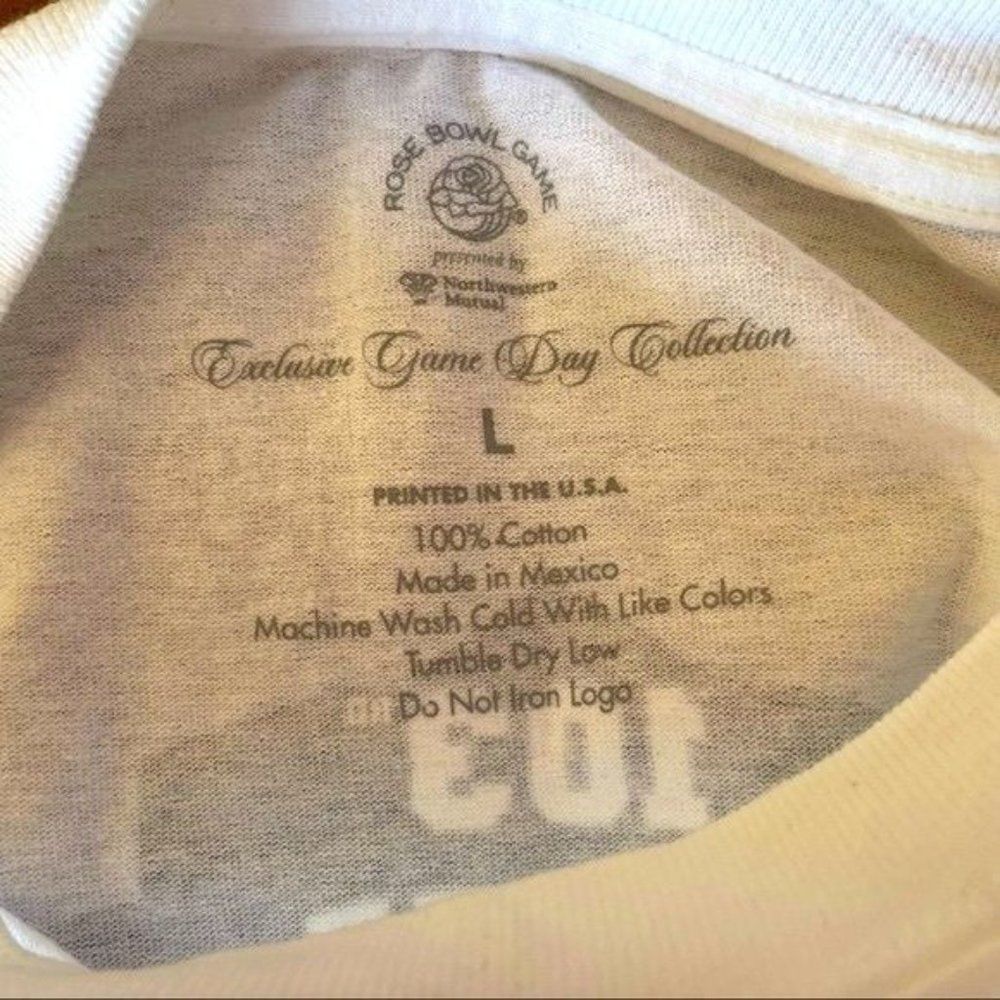 ROSE BOWL GAME
®
presented by
Northwestern
Mutual
Exclusive Game Day Collection
L
PRINTED IN THE U.S.A.
100% Cotton
Made in Mexico
Machine Wash Cold With Like Colors
Tumble Dry Low
Do Not Iron Logo
103RD